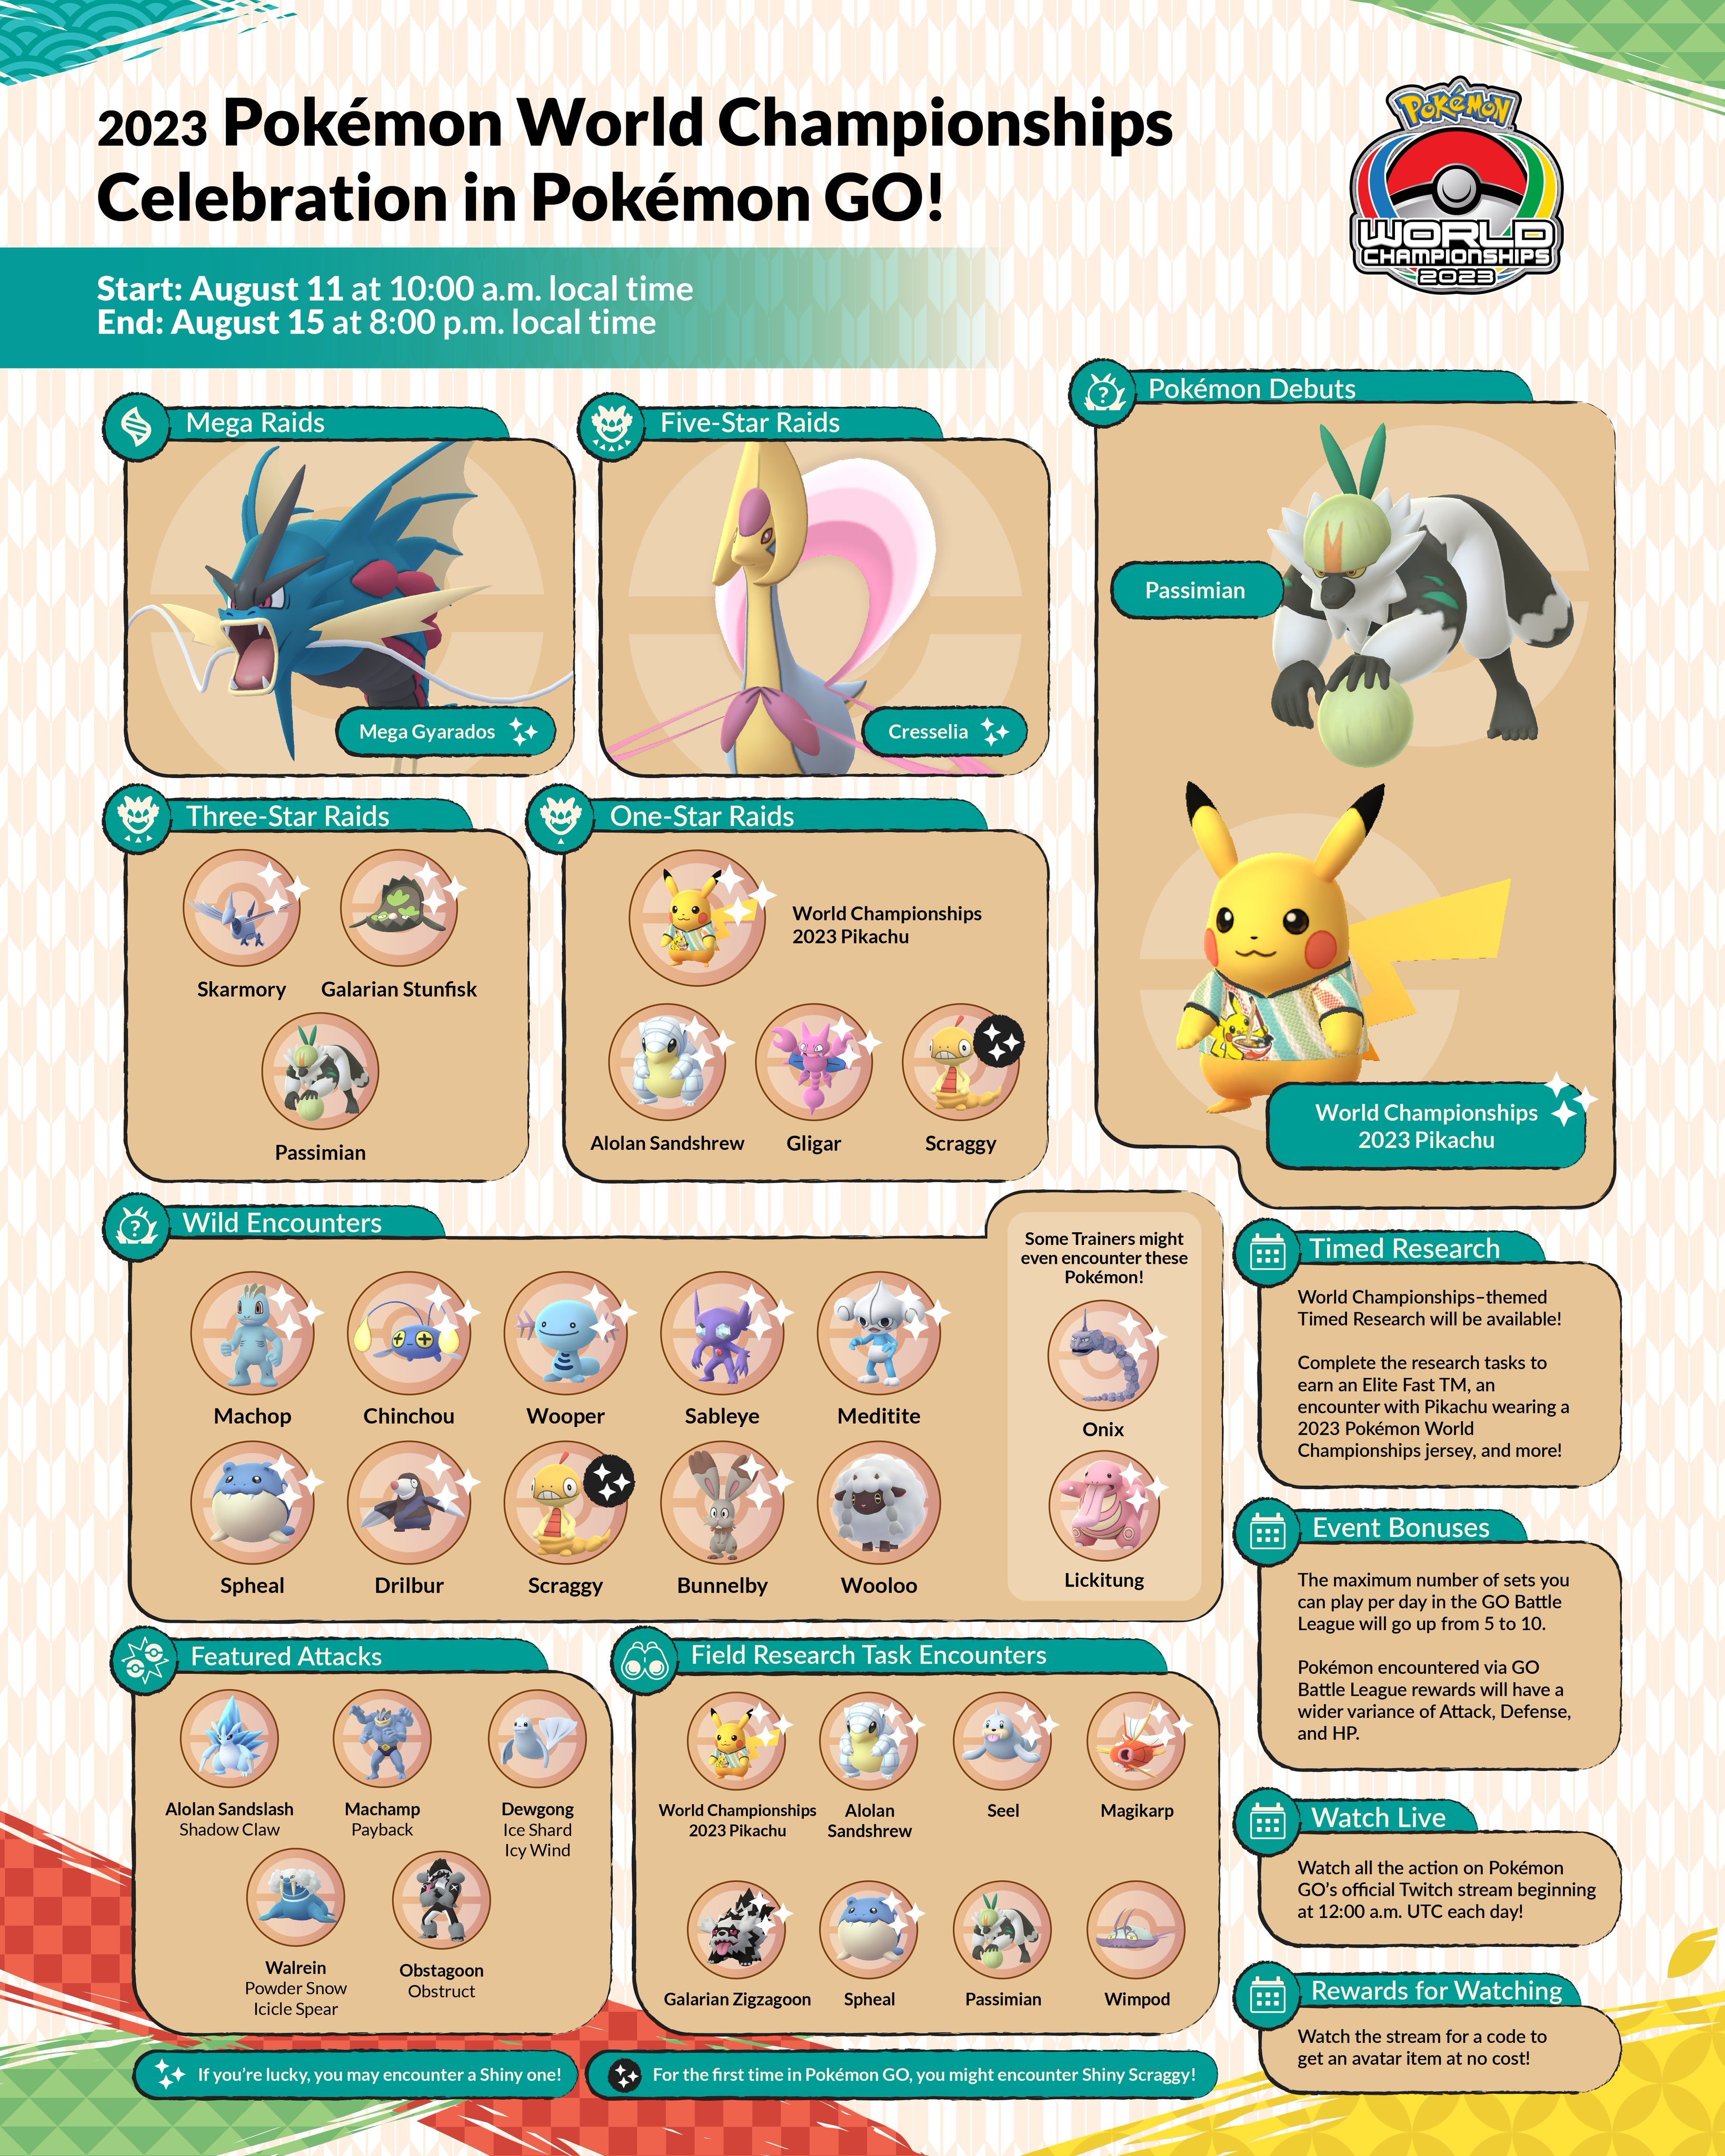 2023 Pokémon World Championships
Celebration in Pokémon GO!
POKéMON
WORLD
CHAMPIONSHIPS
2023
Start: August 11 at 10:00 a.m. local time
End: August 15 at 8:00 p.m. local time
Mega Raids
Mega Gyarados
Five-Star Raids
Cresselia
Pokémon Debuts
Passimian
World Championships
2023 Pikachu
Three-Star Raids
Skarmory
Galarian Stunfisk
Passimian
One-Star Raids
World Championships
2023 Pikachu
Alolan Sandshrew
Gligar
Scraggy
Wild Encounters
Machop
Chinchou
Wooper
Sableye
Meditite
Spheal
Drilbur
Scraggy
Bunnelby
Wooloo
Some Trainers might
even encounter these
Pokémon!
Onix
Lickitung
Timed Research
World Championships–themed
Timed Research will be available!
Complete the research tasks to
earn an Elite Fast TM, an
encounter with Pikachu wearing a
2023 Pokémon World
Championships jersey, and more!
Event Bonuses
The maximum number of sets you
can play per day in the GO Battle
League will go up from 5 to 10.
Pokémon encountered via GO
Battle League rewards will have a
wider variance of Attack, Defense,
and HP.
Featured Attacks
Alolan Sandslash
Shadow Claw
Machamp
Payback
Dewgong
Ice Shard
Icy Wind
Walrein
Powder Snow
Icicle Spear
Obstagoon
Obstruct
Field Research Task Encounters
World Championships
2023 Pikachu
Alolan
Sandshrew
Seel
Magikarp
Galarian Zigzagoon
Spheal
Passimian
Wimpod
Watch Live
Watch all the action on Pokémon
GO’s official Twitch stream beginning
at 12:00 a.m. UTC each day!
Rewards for Watching
Watch the stream for a code to
get an avatar item at no cost!
If you’re lucky, you may encounter a Shiny one!
For the first time in Pokémon GO, you might encounter Shiny Scraggy!